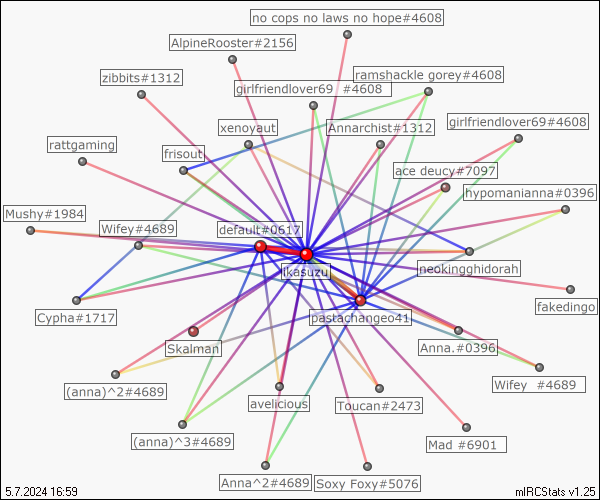 no cops no laws no hope#4608
AlpineRooster#2156
zibbits#1312
ramshackle gorey#4608
girlfriendlover69 #4608
xenoyaut
Annarchist#1312
girlfriendlover69#4608
rattgaming
frisout
ace deucy#7097
hypomanianna#0396
Mushy#1984
Wifey#4689
default#0617
ikasuzu
neokingghidorah
Cypha#1717
pastachangeo41
fakedingo
Skalman
Anna.#0396
(anna)^2#4689
avelicious
Toucan#2473
Wifey #4689
(anna)^3#4689
Mad #6901
Anna^2#4689
Soxy Foxy#5076
5.7.2024 16:59
mIRCStats v1.25